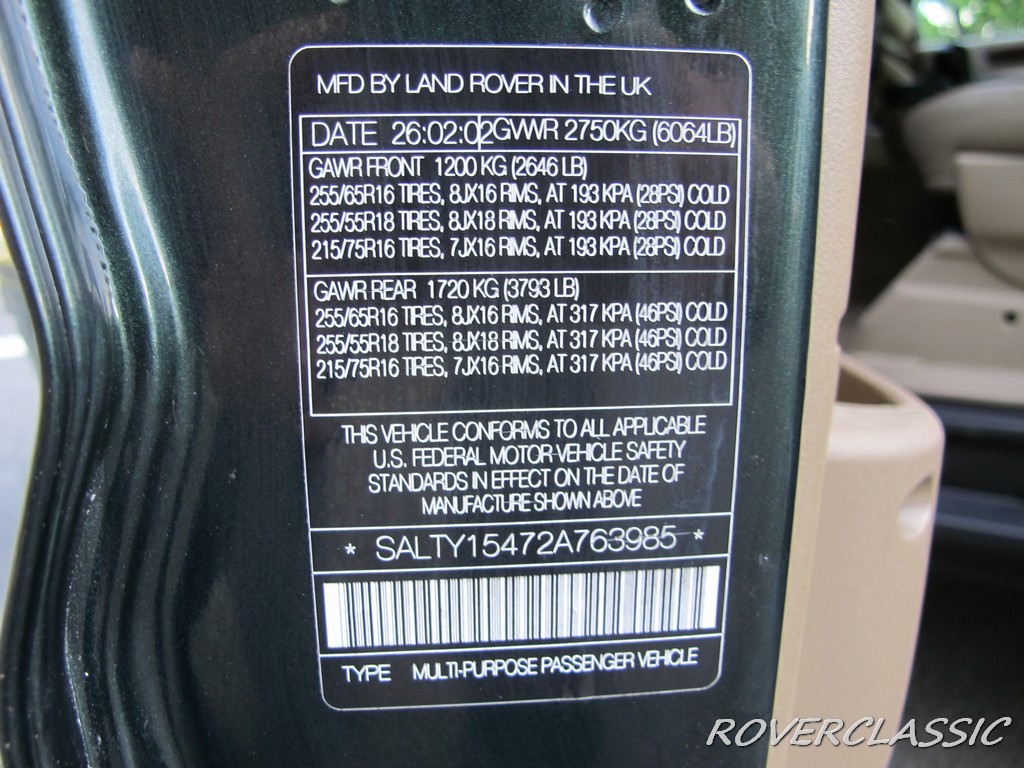 MFD BY LAND ROVER IN THE UK
DATE 26:02:02 GVWR 2750KG (6064LB)
GAWR FRONT 1200 KG (2646 LB)
255/65R16 TIRES, 8JX16 RIMS, AT 193 KPA (28PSI) COLD
255/55R18 TIRES, 8JX18 RIMS, AT 193 KPA (28PSI) COLD
215/75R16 TIRES, 7JX16 RIMS, AT 193 KPA (28PSI) COLD
GAWR REAR 1720 KG (3793 LB)
255/65R16 TIRES, 8JX16 RIMS, AT 317 KPA (46PSI) COLD
255/55R18 TIRES, 8JX18 RIMS, AT 317 KPA (46PSI) COLD
215/75R16 TIRES, 7JX16 RIMS, AT 317 KPA (46PSI) COLD
THIS VEHICLE CONFORMS TO ALL APPLICABLE
U.S. FEDERAL MOTOR-VEHICLE SAFETY
STANDARDS IN EFFECT ON THE DATE OF
MANUFACTURE SHOWN ABOVE
* SALTY15472A763985 *
TYPE MULTI-PURPOSE PASSENGER VEHICLE
ROVERCLASSIC